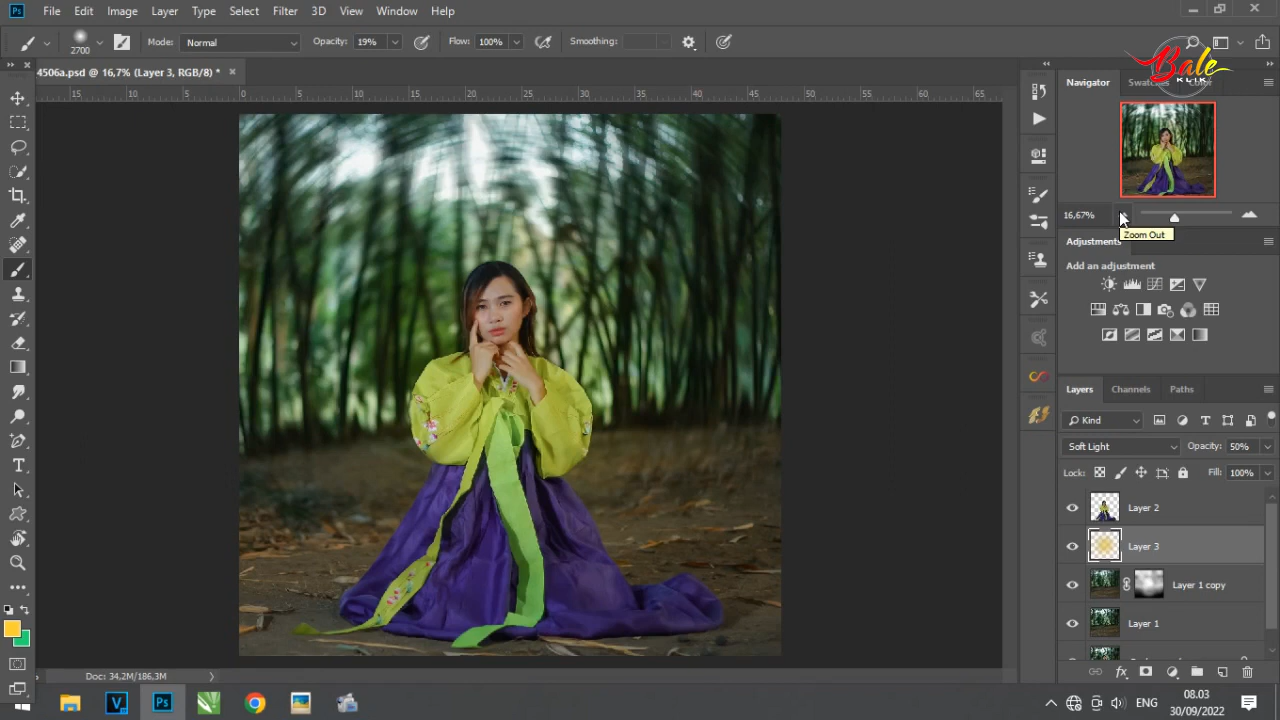 File Edit Image Layer Type Select Filter 3D View Window Help
2700 Mode: Normal Opacity: 19% Flow: 100% Smoothing:
4506a.psd @ 16,7% (Layer 3, RGB/8) *
Bale
KLIK
15 10 5 0 5 10 15 20 25 30 35 40 45 50 55 60 65
Navigator Swatches Color
16,67%
Zoom Out
Adjustments
Add an adjustment
Layers Channels Paths
Kind
Soft Light Opacity: 50%
Lock: Fill: 100%
Layer 2
Layer 3
Layer 1 copy
Layer 1
Doc: 34,2M/186,3M
ENG
08.03
30/09/2022